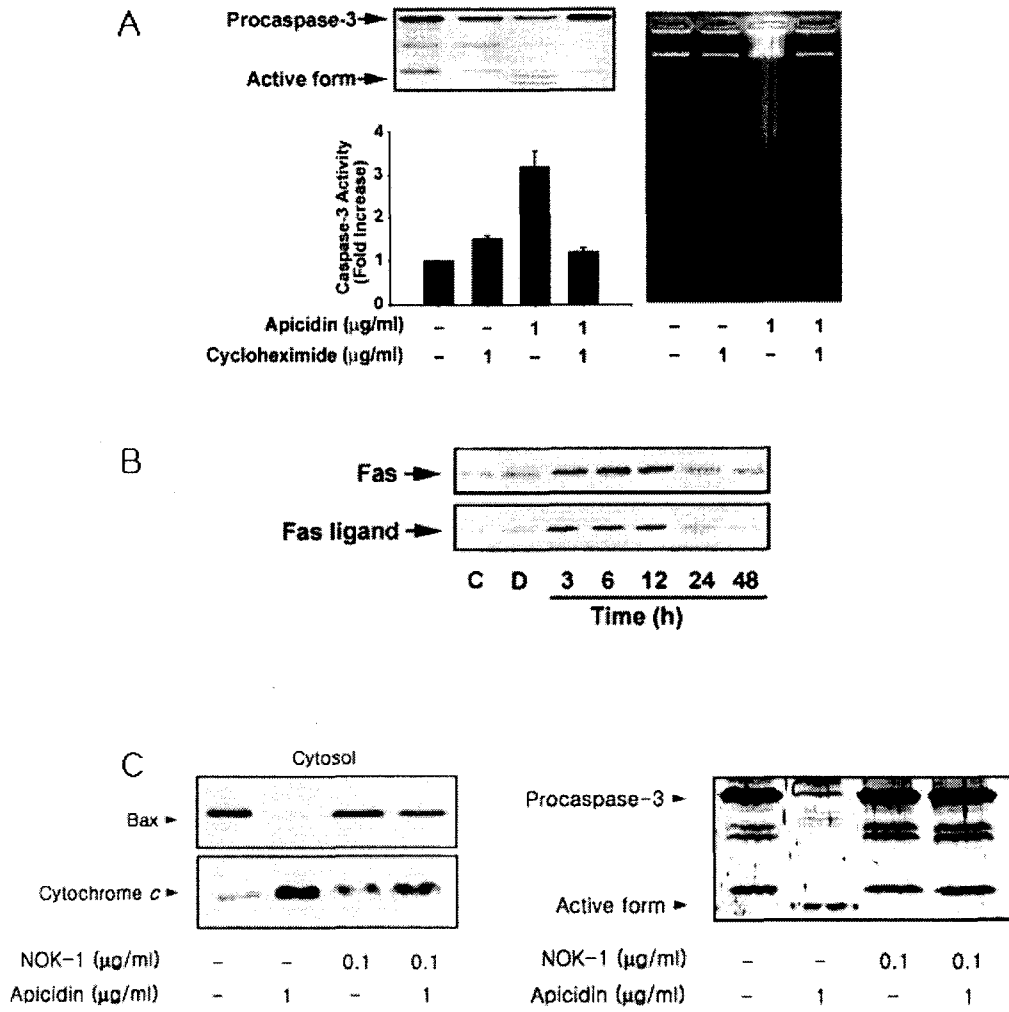 A
Procaspase-3
Active form
Caspase-3 Activity
(Fold Increase)
4
3
2
1
0
Apicidin (μg/ml) – – 1 1 – – 1 1
Cycloheximide (μg/ml) – 1 – 1 – 1 – 1
B
Fas
Fas ligand
C D 3 6 12 24 48
Time (h)
C
Cytosol
Bax
Cytochrome c
NOK-1 (μg/ml) – – 0.1 0.1
Apicidin (μg/ml) – 1 – 1
Procaspase-3
Active form
NOK-1 (μg/ml) – – 0.1 0.1
Apicidin (μg/ml) – 1 – 1